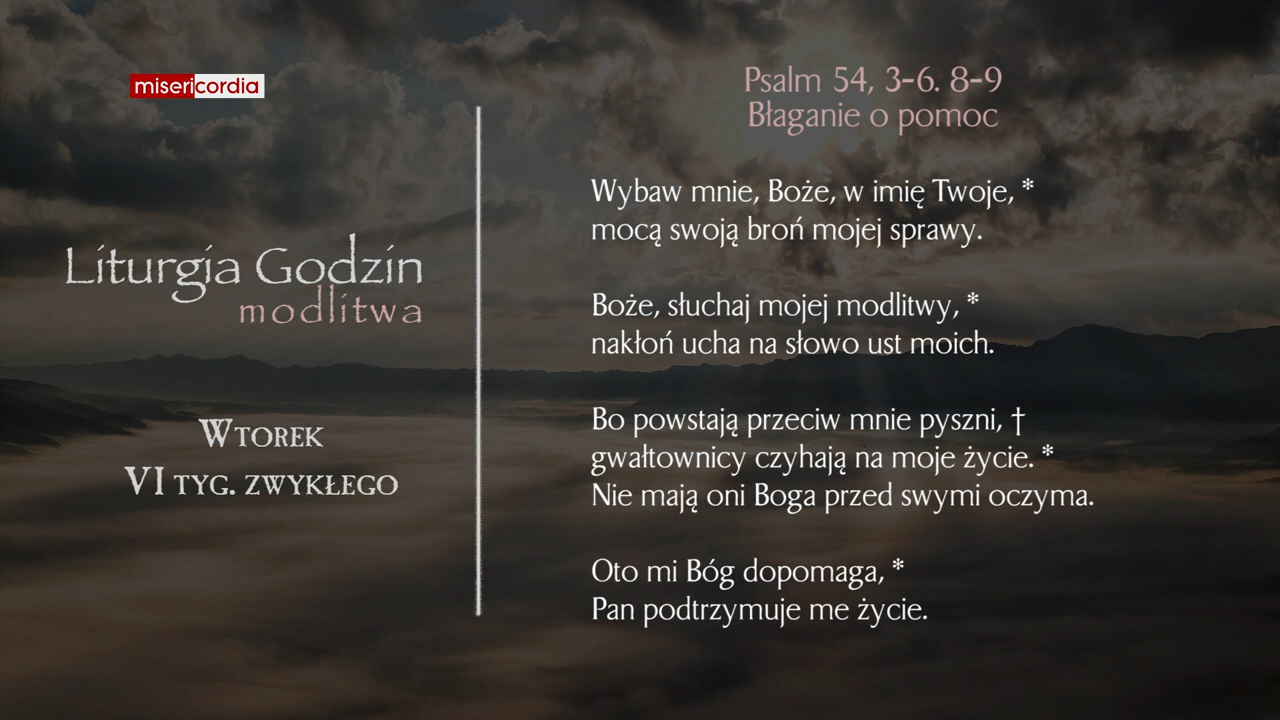 misericordia
Liturgia Godzin
modlitwa
Wtorek
VI tyg. zwykłego
Psalm 54, 3-6. 8-9
Błaganie o pomoc
Wybaw mnie, Boże, w imię Twoje, *
mocą swoją broń mojej sprawy.
Boże, słuchaj mojej modlitwy, *
nakłoń ucha na słowo ust moich.
Bo powstają przeciw mnie pyszni, †
gwałtownicy czyhają na moje życie. *
Nie mają oni Boga przed swymi oczyma.
Oto mi Bóg dopomaga, *
Pan podtrzymuje me życie.